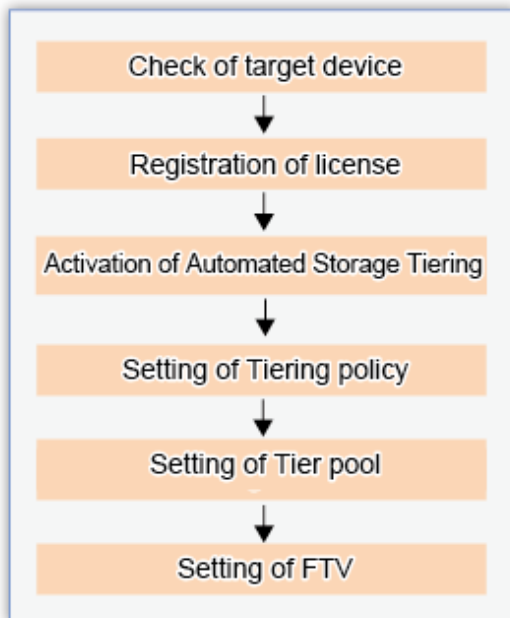 Check of target device
Registration of license
Activation of Automated Storage Tiering
Setting of Tiering policy
Setting of Tier pool
Setting of FTV